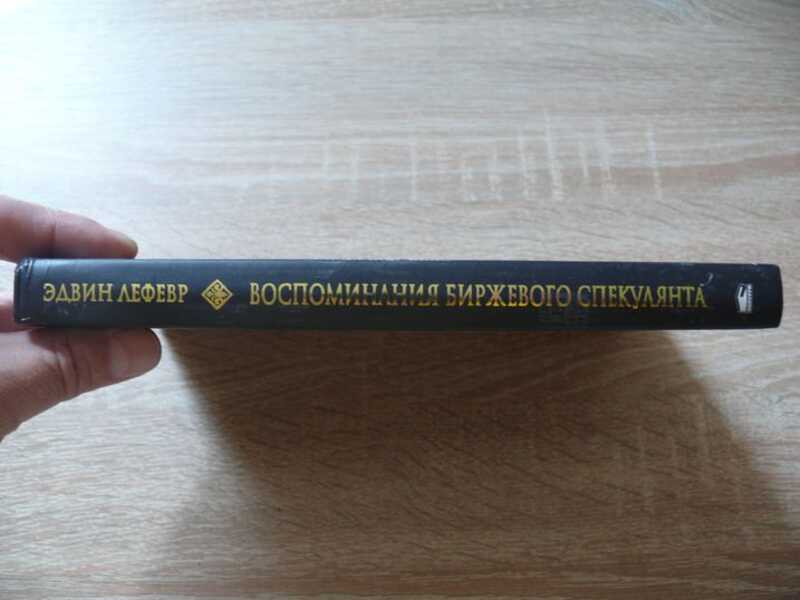 ЭДВИН ЛЕФЕВР ВОСПОМИНАНИЯ БИРЖЕВОГО СПЕКУЛЯНТА